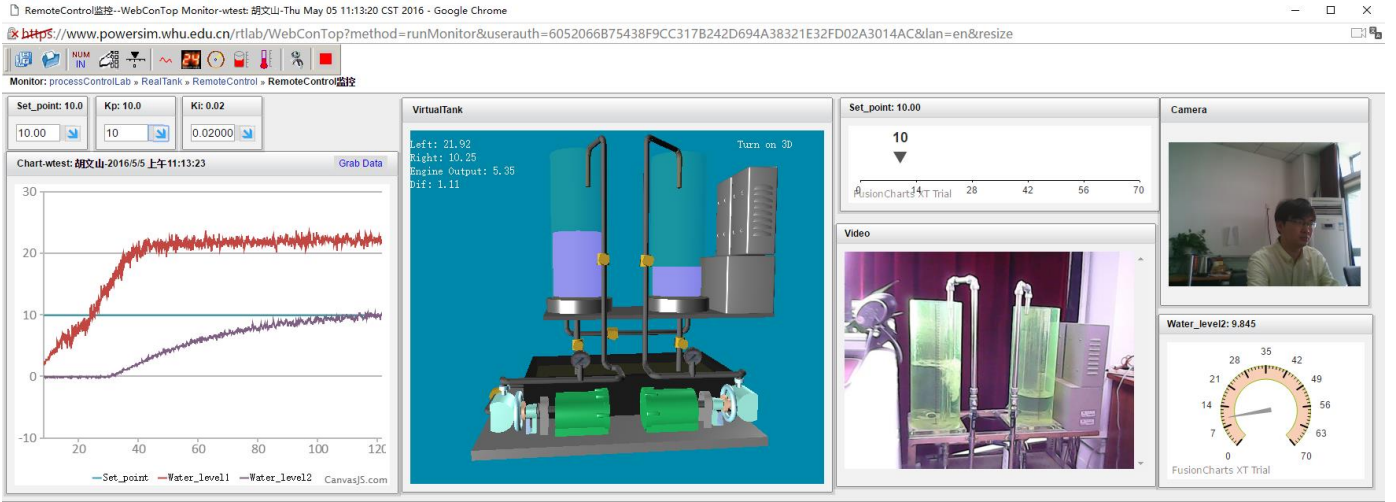 RemoteControl监控--WebConTop Monitor-wtest: 胡文山-Thu May 05 11:13:20 CST 2016 - Google Chrome
https://www.powersim.whu.edu.cn/rtlab/WebConTop?method=runMonitor&userauth=6052066B75438F9CC317B242D694A38321E32FD02A3014AC&lan=en&resize
NUM
IN
24
Monitor: processControlLab » RealTank » RemoteControl » RemoteControl监控
Set_point: 10.0
Kp: 10.0
Ki: 0.02
10.00
10
0.02000
Chart-wtest: 胡文山-2016/5/5 上午11:13:23
Grab Data
30
20
10
0
-10
20
40
60
80
100
120
Set_point
Water_level1
Water_level2
CanvasJS.com
VirtualTank
Left: 21.92
Right: 10.25
Engine Output: 5.35
Dif: 1.11
Turn on 3D
Set_point: 10.00
10
0
14
28
42
56
70
FusionCharts XT Trial
Video
Camera
Water_level2: 9.845
0
7
14
21
28
35
42
49
56
63
70
FusionCharts XT Trial